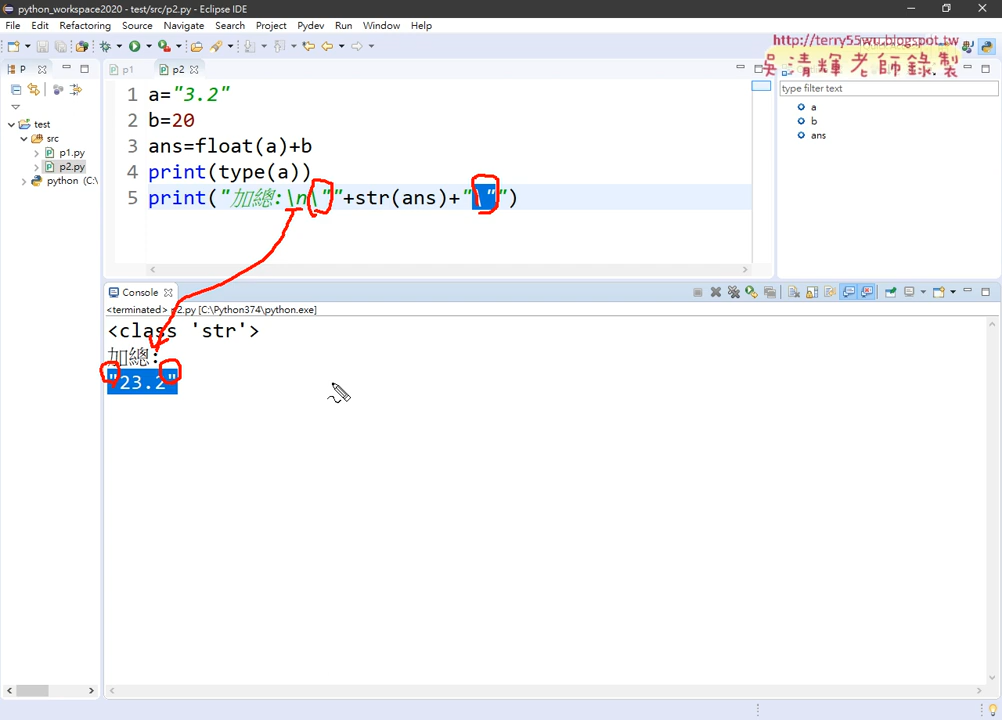 python_workspace2020 - test/src/p2.py - Eclipse IDE
File Edit Refactoring Source Navigate Search Project Pydev Run Window Help
http://terry55wu.blogspot.tw
吳清輝老師錄製
P
p1
p2
type filter text
test
src
p1.py
p2.py
python (C:\
1 a="3.2"
2 b=20
3 ans=float(a)+b
4 print(type(a))
5 print("加總:\n\""+str(ans)+"\"")
a
b
ans
Console
<terminated> p2.py [C:\Python374\python.exe]
<class 'str'>
加總:
"23.2"